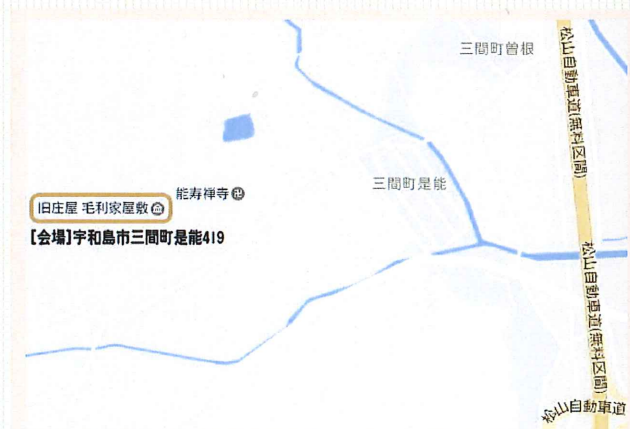 三間町曽根
松山自動車道(無料区間)
三間町是能
能寿禅寺
旧庄屋 毛利家屋敷
[会場]宇和島市三間町是能419
松山自動車道(無料区間)
松山自動車道